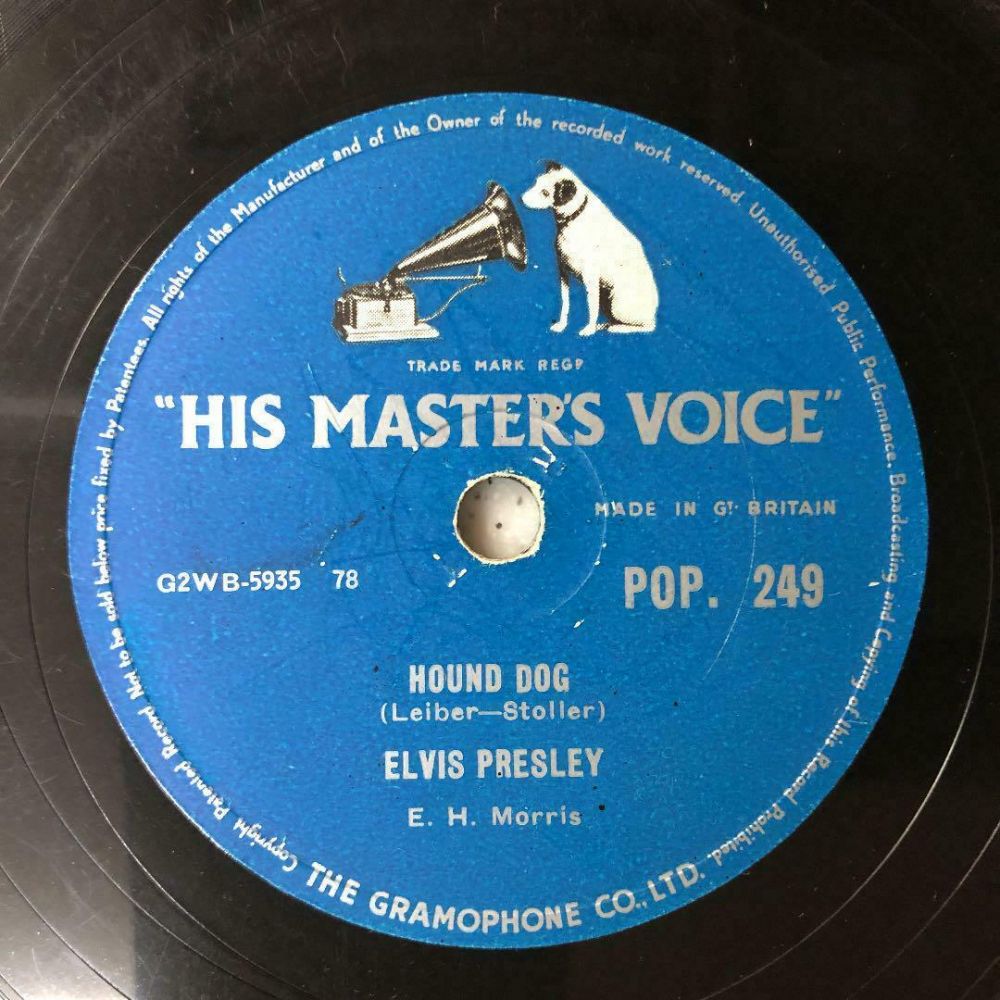 Copyright Patented Record Not to be sold below price fixed by Patentees. All rights of the Manufacturer and of the Owner of the recorded work reserved Unauthorised Public Performance. Broadcasting and Copying of this Record Prohibited.
TRADE MARK REGD
"HIS MASTER'S VOICE"
MADE IN GT. BRITAIN
G2WB-5935 78
POP. 249
HOUND DOG
(Leiber—Stoller)
ELVIS PRESLEY
E. H. Morris
THE GRAMOPHONE CO., LTD.